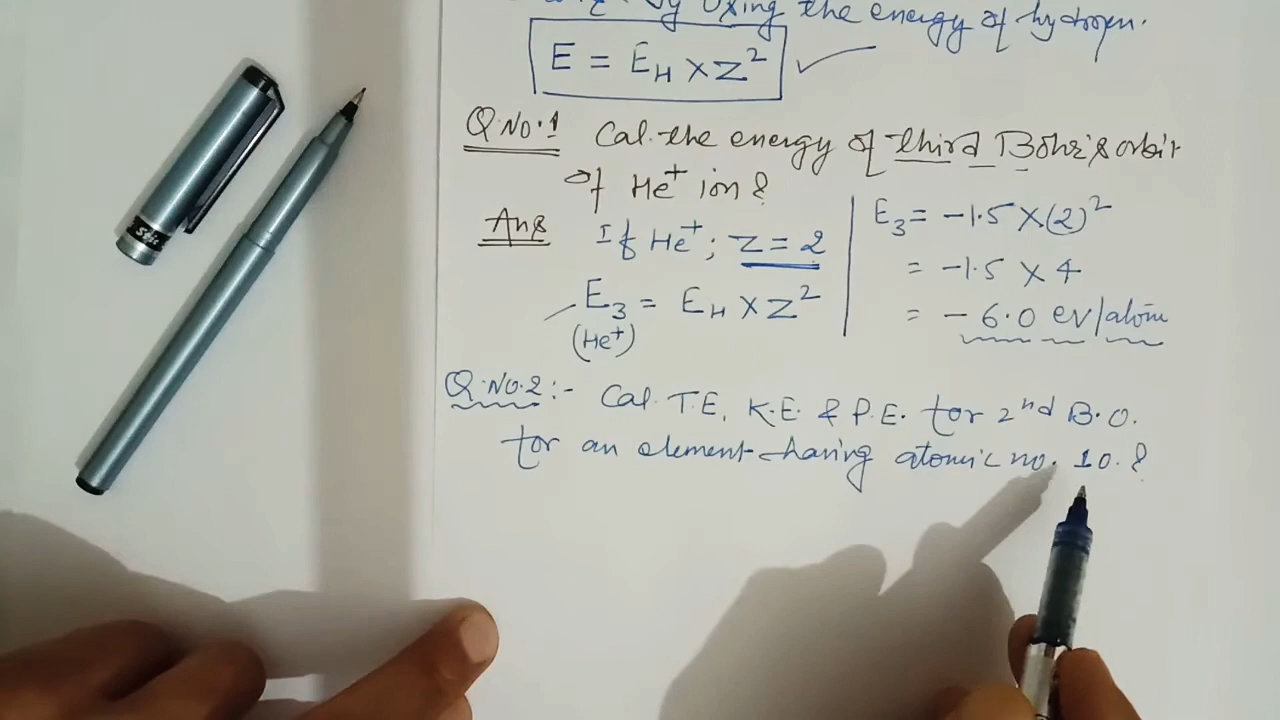 by using the energy of hydrogen.
E = E_H × Z²
Q.No.1 Cal. the energy of third Bohr's orbit
of He⁺ ion?
Ans If He⁺; Z = 2
E₃ = E_H × Z²
(He⁺)
E₃ = -1.5 × (2)²
= -1.5 × 4
= -6.0 ev/atom
Q.No.2:- Cal. T.E, K.E. & P.E. for 2nd B.O.
for an element having atomic no. 10.?